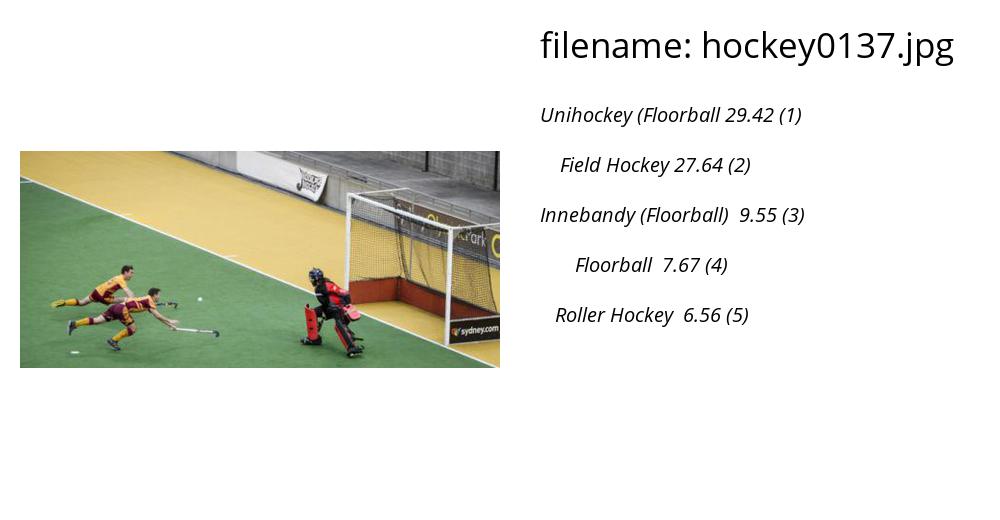 filename: hockey0137.jpg
Unihockey (Floorball 29.42 (1)
Field Hockey 27.64 (2)
Innebandy (Floorball)  9.55 (3)
Floorball  7.67 (4)
Roller Hockey  6.56 (5)
sydney.com